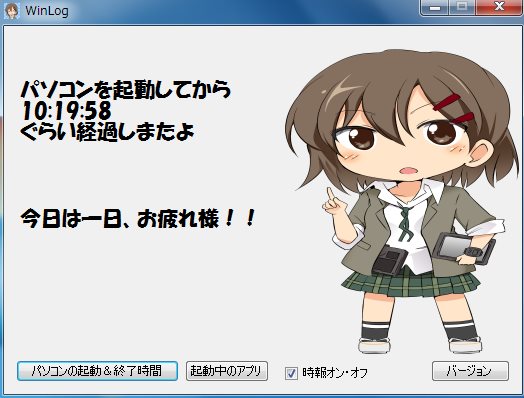 WinLog
パソコンを起動してから
10:19:58
ぐらい経過しまたよ
今日は一日、お疲れ様！！
パソコンの起動＆終了時間
起動中のアプリ
時報オン・オフ
バージョン